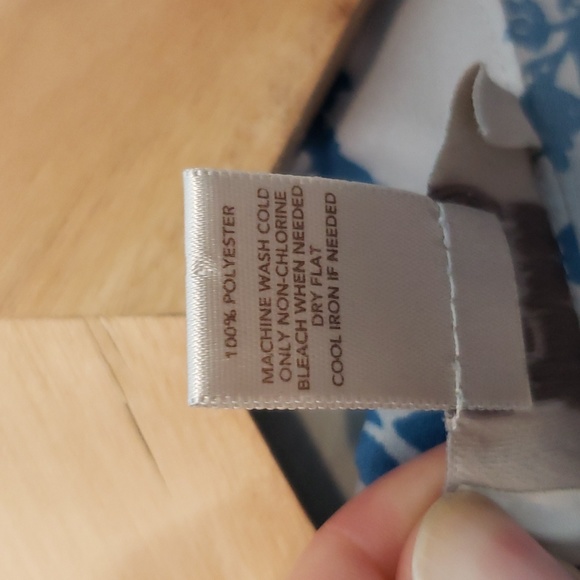 100% POLYESTER
MACHINE WASH COLD
ONLY NON-CHLORINE
BLEACH WHEN NEEDED
DRY FLAT
COOL IRON IF NEEDED